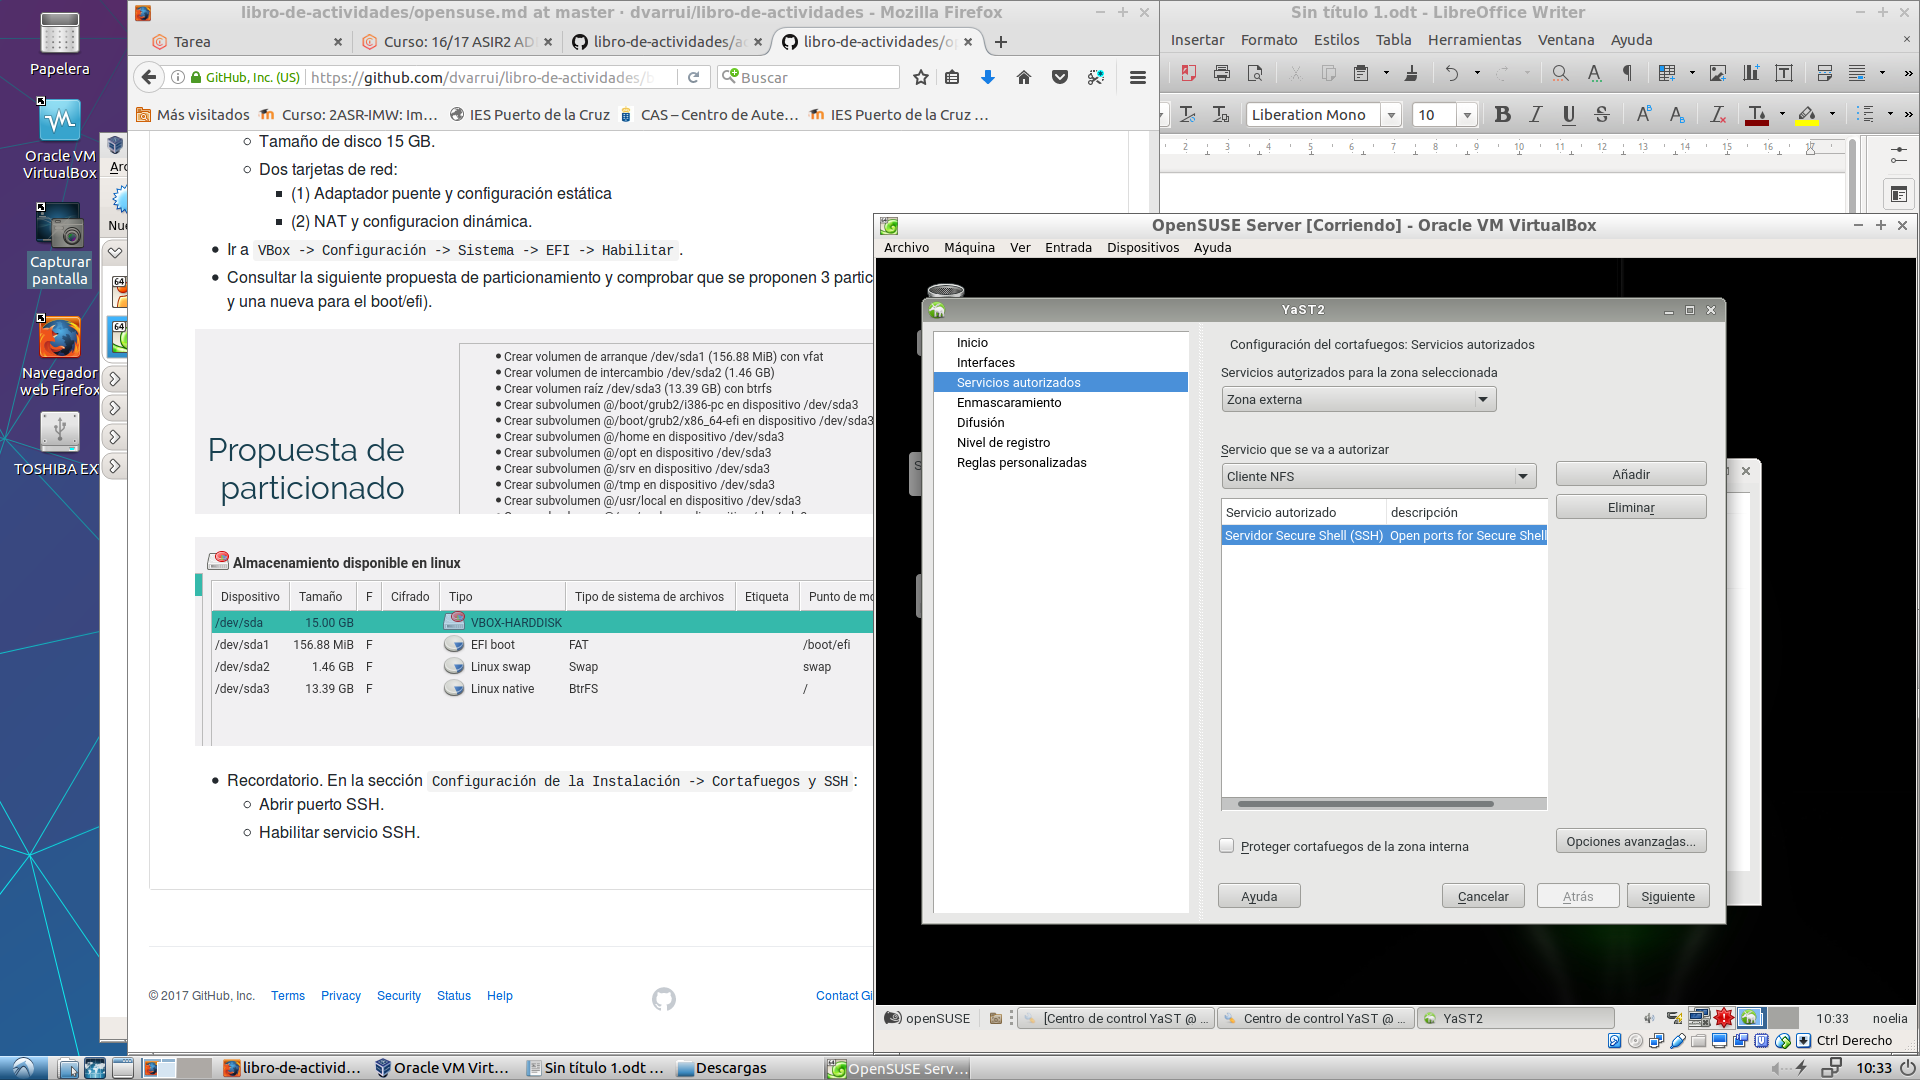 Papelera
Oracle VM
VirtualBox
Capturar
pantalla
Navegador
web Firefox
TOSHIBA EX
libro-de-actividades/opensuse.md at master · dvarrui/libro-de-actividades - Mozilla Firefox
Tarea
Curso: 16/17 ASIR2 AD
libro-de-actividades/a
libro-de-actividades/o
GitHub, Inc. (US)
https://github.com/dvarrui/libro-de-actividades/b
Buscar
Más visitados
Curso: 2ASR-IMW: Im...
IES Puerto de la Cruz
CAS – Centro de Aute...
IES Puerto de la Cruz ...
Tamaño de disco 15 GB.
Dos tarjetas de red:
(1) Adaptador puente y configuración estática
(2) NAT y configuracion dinámica.
Ir a VBox -> Configuración -> Sistema -> EFI -> Habilitar .
Consultar la siguiente propuesta de particionamiento y comprobar que se proponen 3 partic
y una nueva para el boot/efi).
Propuesta de
particionado
Crear volumen de arranque /dev/sda1 (156.88 MiB) con vfat
Crear volumen de intercambio /dev/sda2 (1.46 GB)
Crear volumen raíz /dev/sda3 (13.39 GB) con btrfs
Crear subvolumen @/boot/grub2/i386-pc en dispositivo /dev/sda3
Crear subvolumen @/boot/grub2/x86_64-efi en dispositivo /dev/sda3
Crear subvolumen @/home en dispositivo /dev/sda3
Crear subvolumen @/opt en dispositivo /dev/sda3
Crear subvolumen @/srv en dispositivo /dev/sda3
Crear subvolumen @/tmp en dispositivo /dev/sda3
Crear subvolumen @/usr/local en dispositivo /dev/sda3
Almacenamiento disponible en linux
Dispositivo Tamaño F Cifrado Tipo Tipo de sistema de archivos Etiqueta Punto de mo
/dev/sda 15.00 GB VBOX-HARDDISK
/dev/sda1 156.88 MiB F EFI boot FAT /boot/efi
/dev/sda2 1.46 GB F Linux swap Swap swap
/dev/sda3 13.39 GB F Linux native BtrFS /
Recordatorio. En la sección Configuración de la Instalación -> Cortafuegos y SSH :
Abrir puerto SSH.
Habilitar servicio SSH.
© 2017 GitHub, Inc. Terms Privacy Security Status Help
Contact Gi
Sin título 1.odt - LibreOffice Writer
Insertar Formato Estilos Tabla Herramientas Ventana Ayuda
Liberation Mono
10
2 3 4 5 6 7 8 9 10 11 12 13 14 15 16 17
OpenSUSE Server [Corriendo] - Oracle VM VirtualBox
Archivo Máquina Ver Entrada Dispositivos Ayuda
YaST2
Inicio
Interfaces
Servicios autorizados
Enmascaramiento
Difusión
Nivel de registro
Reglas personalizadas
Configuración del cortafuegos: Servicios autorizados
Servicios autorizados para la zona seleccionada
Zona externa
Servicio que se va a autorizar
Cliente NFS
Añadir
Eliminar
Servicio autorizado descripción
Servidor Secure Shell (SSH) Open ports for Secure Shell
Proteger cortafuegos de la zona interna
Opciones avanzadas...
Ayuda
Cancelar
Atrás
Siguiente
openSUSE
[Centro de control YaST @ ...
Centro de control YaST @ ...
YaST2
10:33
noelia
Ctrl Derecho
libro-de-activid...
Oracle VM Virt...
Sin título 1.odt ...
Descargas
OpenSUSE Serv...
10:33